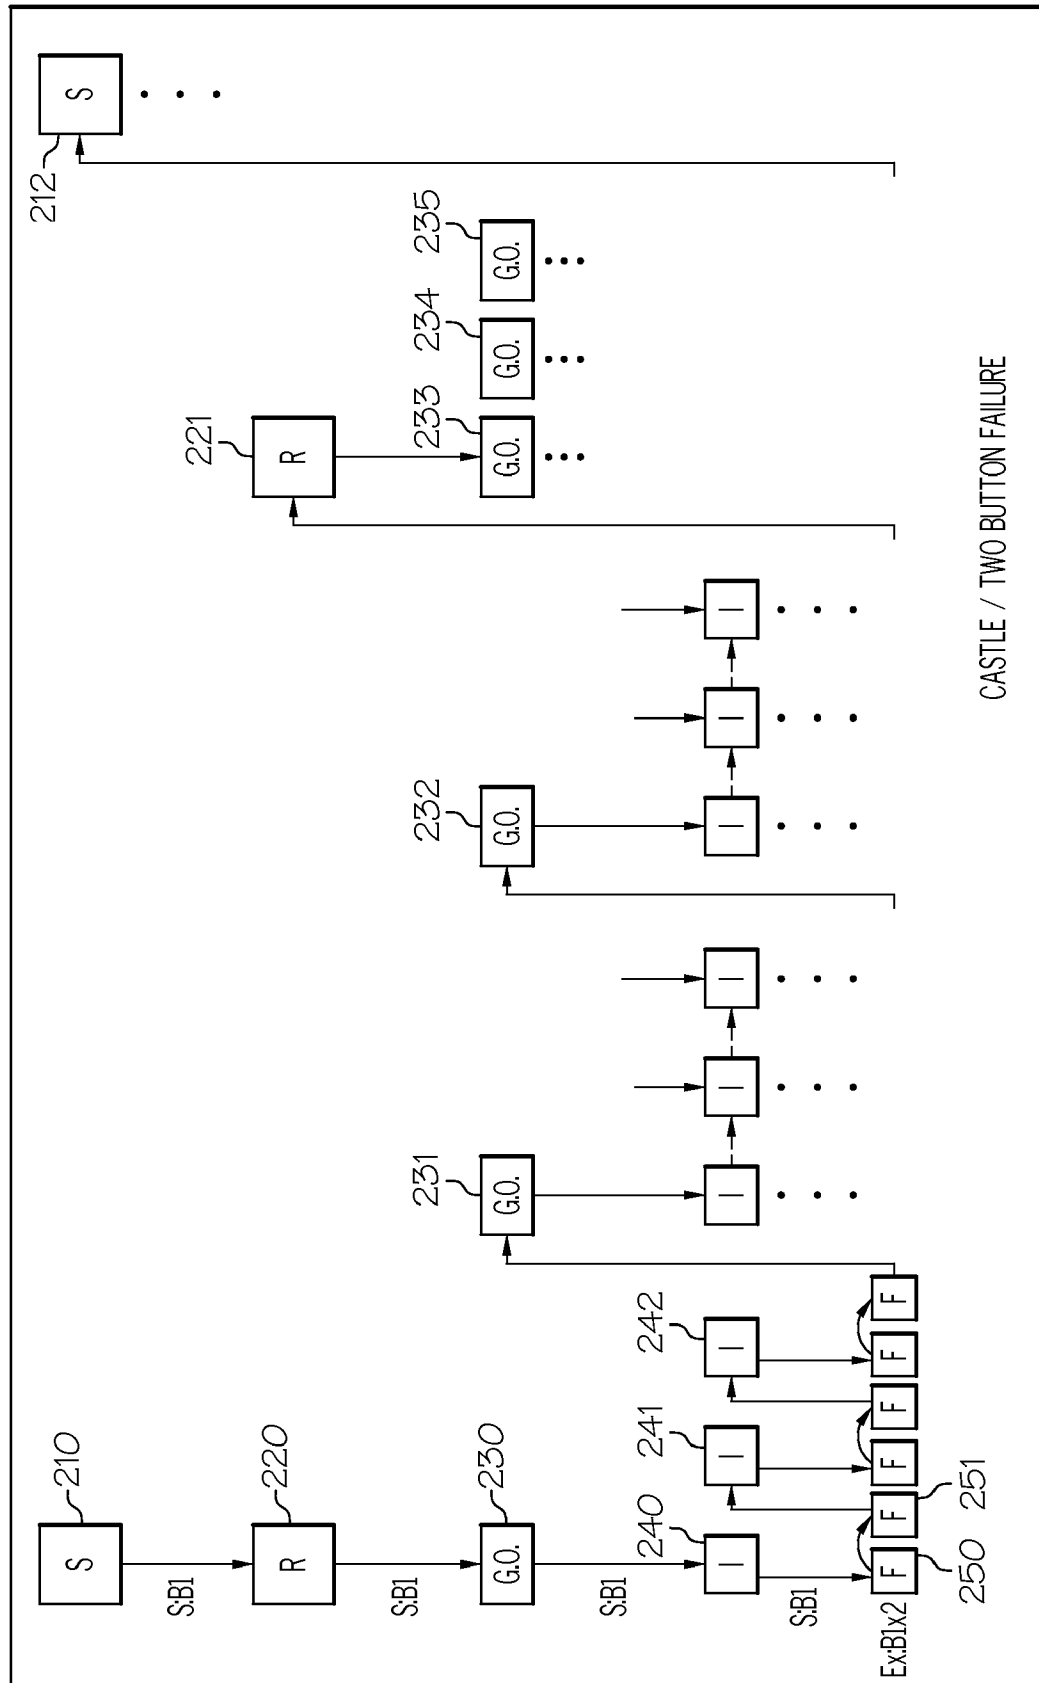 S
210
S:B1
R
220
S:B1
G.O.
230
S:B1
I
240
I
241
I
242
S:B1
Ex:B1x2
F
F
F
F
F
F
250
251
G.O.
231
I
I
I
G.O.
232
I
I
I
R
221
G.O.
233
G.O.
234
G.O.
235
S
212
CASTLE / TWO BUTTON FAILURE